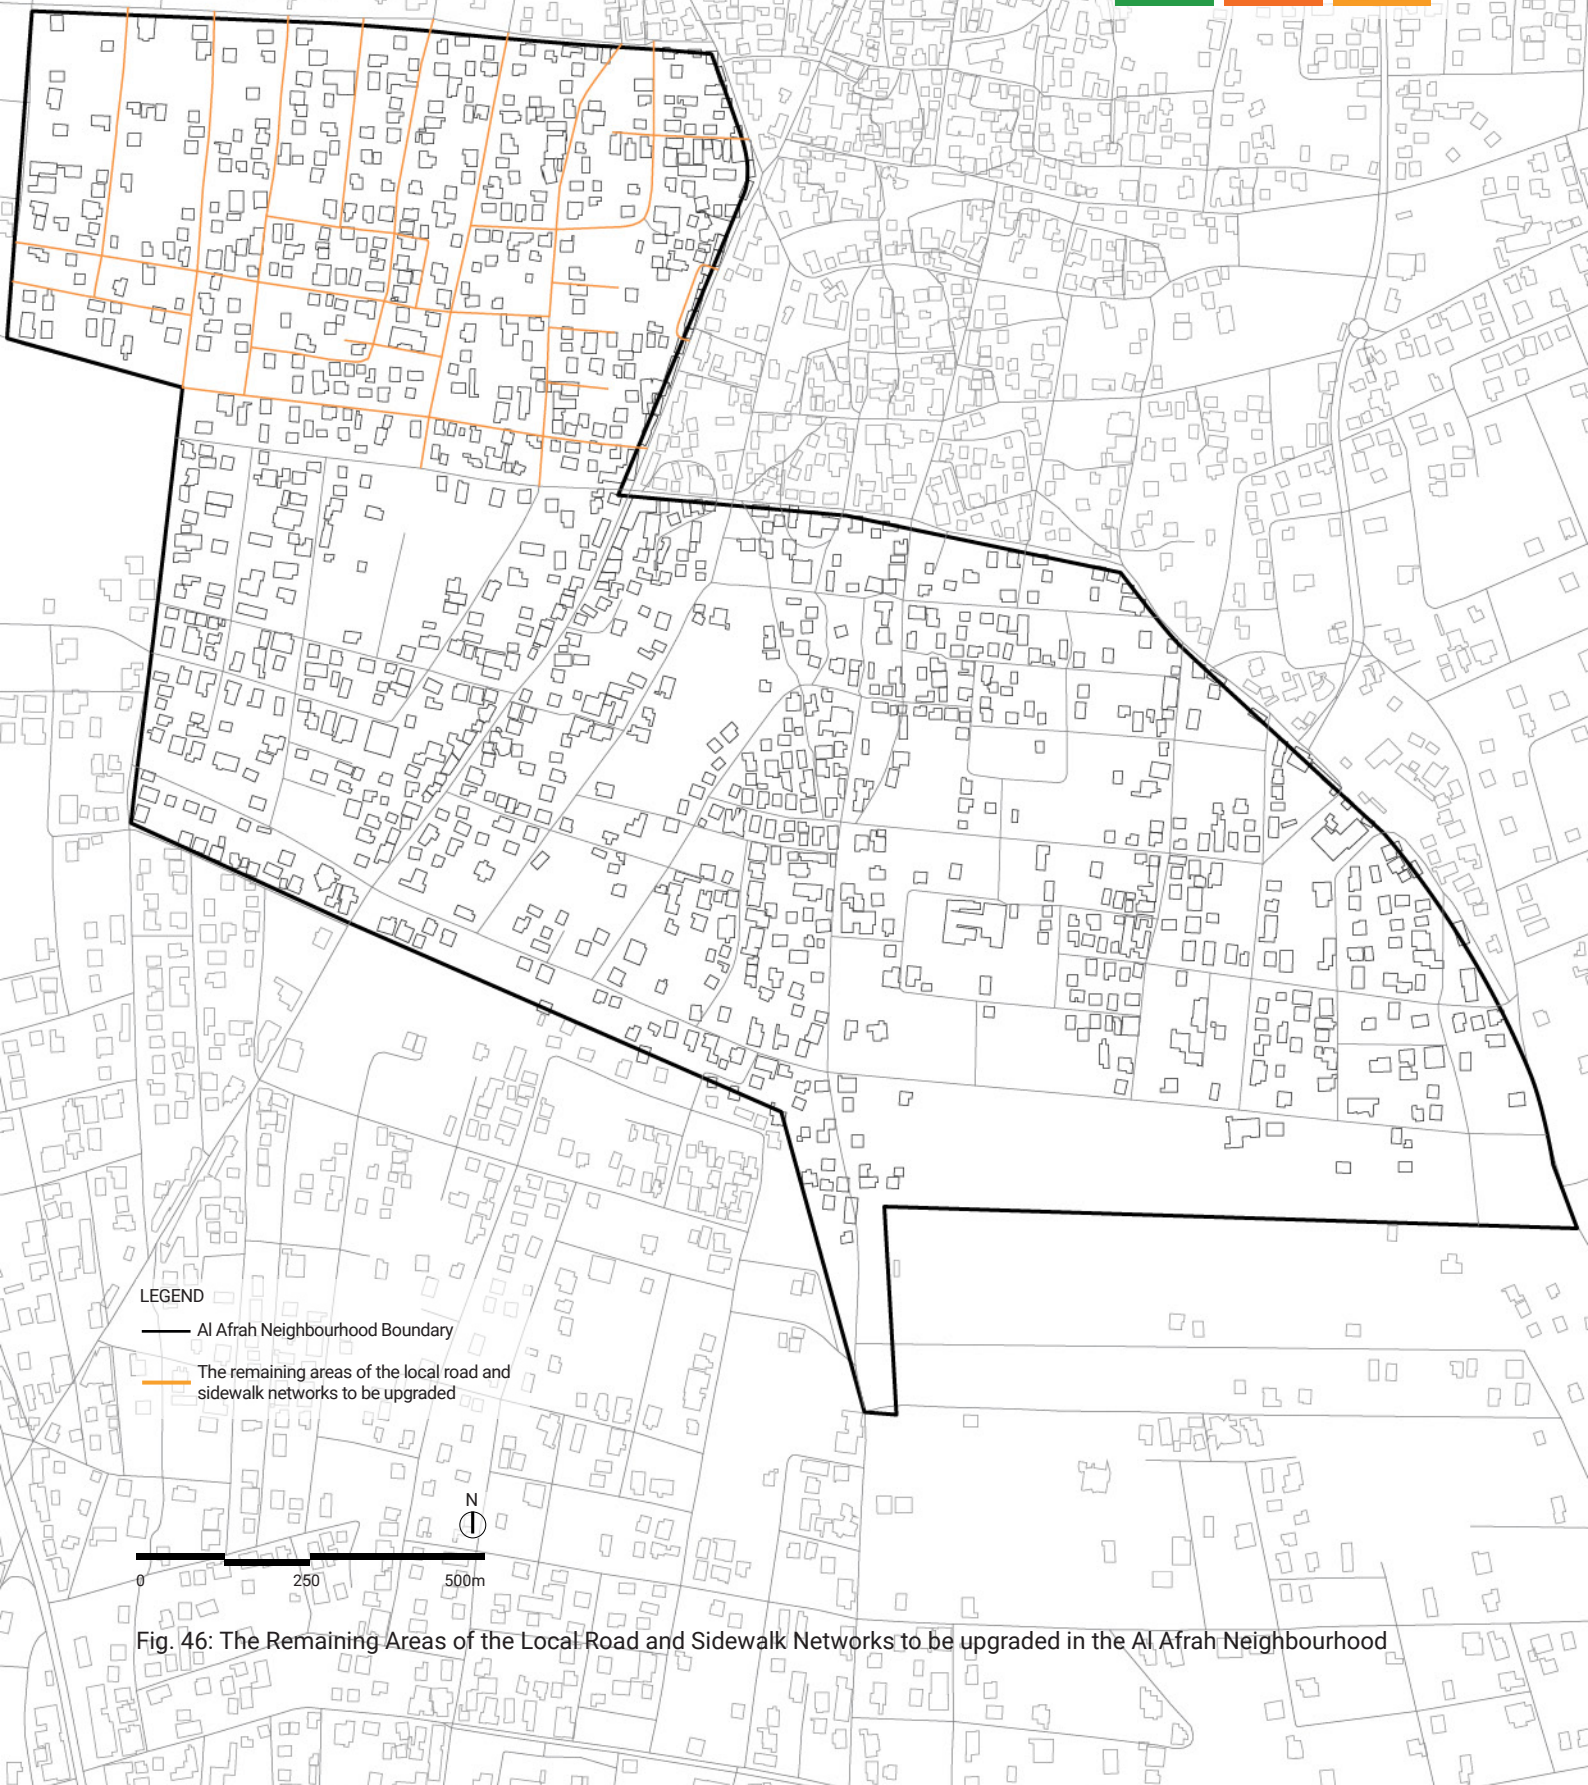 LEGEND
Al Afrah Neighbourhood Boundary
The remaining areas of the local road and
sidewalk networks to be upgraded
N
0 250 500m
Fig. 46: The Remaining Areas of the Local Road and Sidewalk Networks to be upgraded in the Al Afrah Neighbourhood